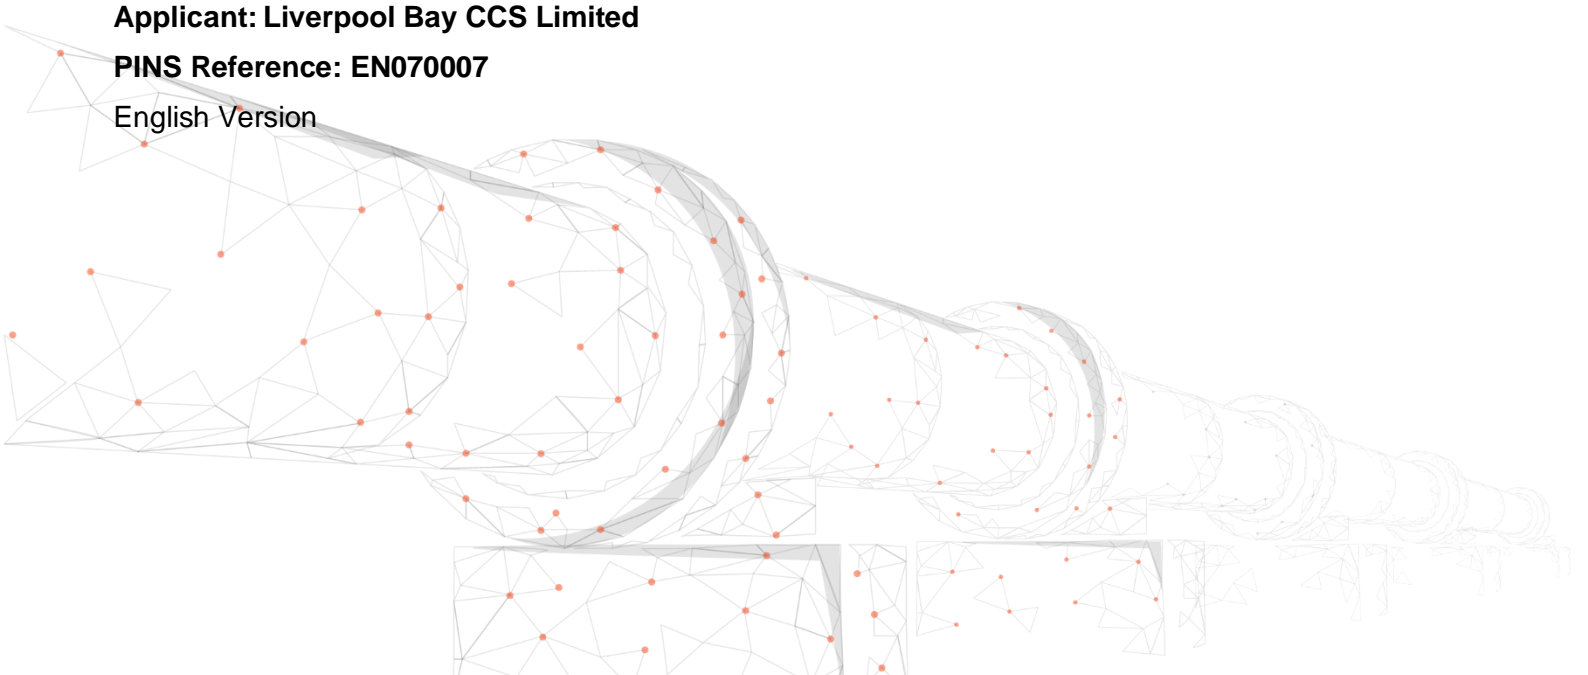 Applicant: Liverpool Bay CCS Limited
PINS Reference: EN070007
English Version